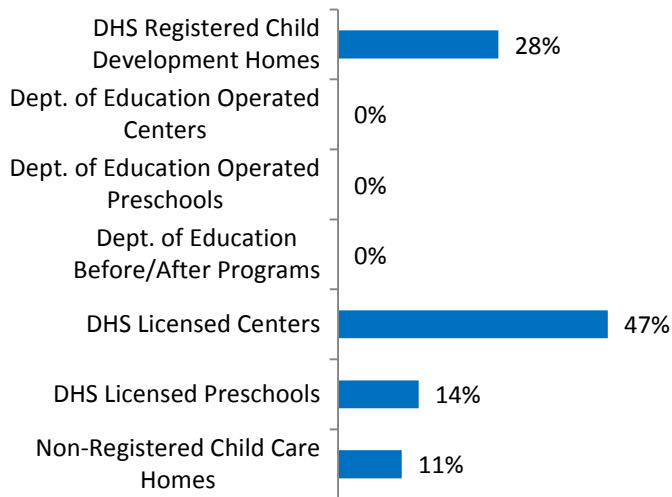 DHS Registered Child
Development Homes
28%
Dept. of Education Operated
Centers
0%
Dept. of Education Operated
Preschools
0%
Dept. of Education
Before/After Programs
0%
DHS Licensed Centers
47%
DHS Licensed Preschools
14%
Non-Registered Child Care
Homes
11%